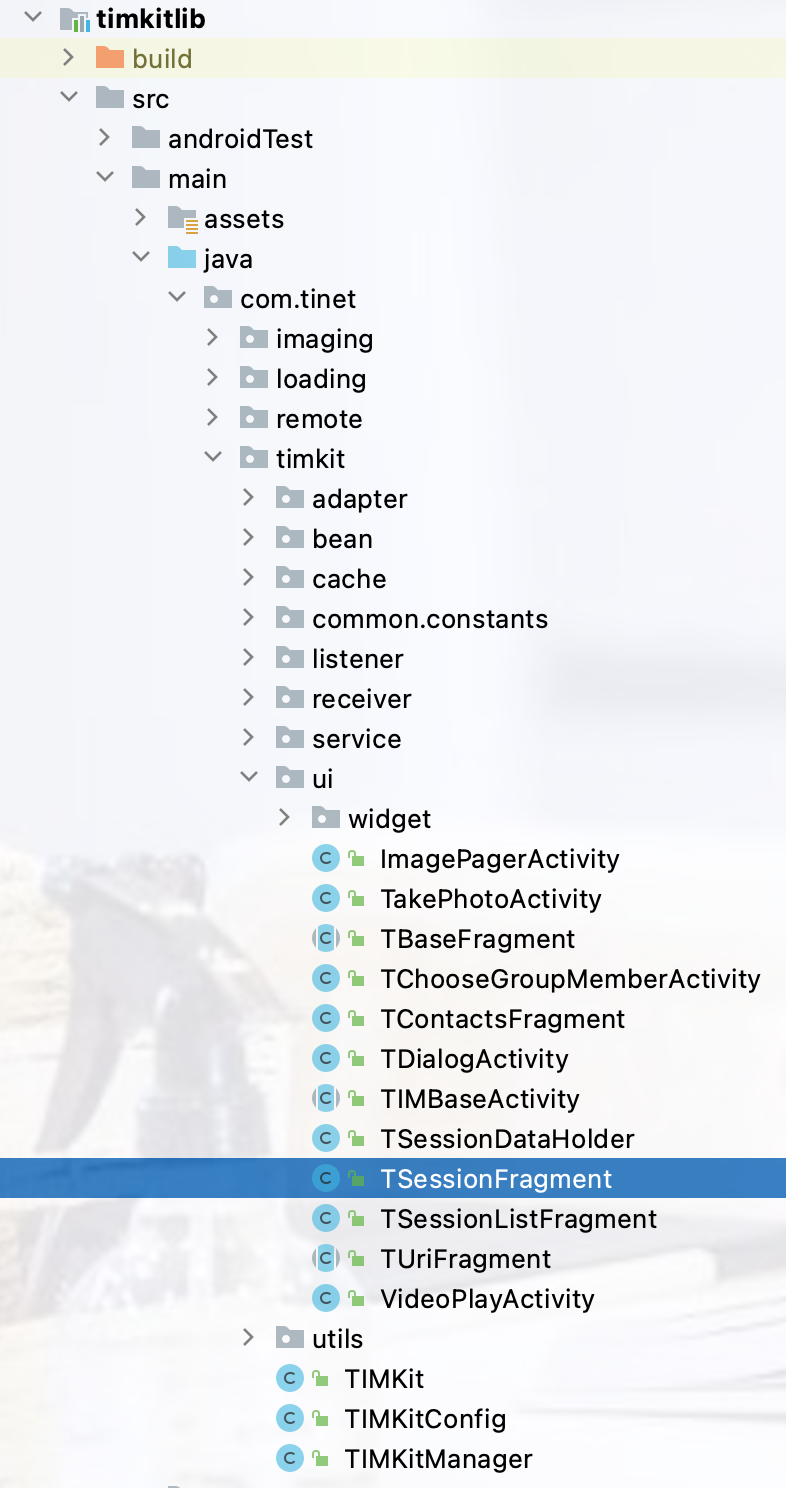 timkitlib
build
src
androidTest
main
assets
java
com.tinet
imaging
loading
remote
timkit
adapter
bean
cache
common.constants
listener
receiver
service
ui
widget
C ImagePagerActivity
C TakePhotoActivity
C TBaseFragment
C TChooseGroupMemberActivity
C TContactsFragment
C TDialogActivity
C TIMBaseActivity
C TSessionDataHolder
C TSessionFragment
C TSessionListFragment
C TUriFragment
C VideoPlayActivity
utils
C TIMKit
C TIMKitConfig
C TIMKitManager